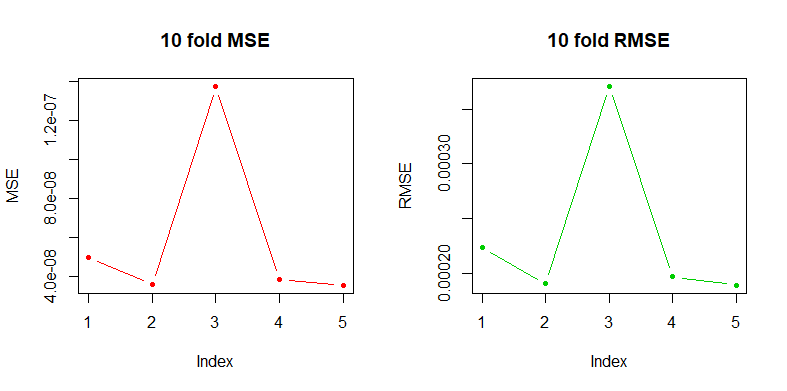 10 fold MSE
MSE
1.2e-07
8.0e-08
4.0e-08
1 2 3 4 5
Index
10 fold RMSE
RMSE
0.00030
0.00020
1 2 3 4 5
Index